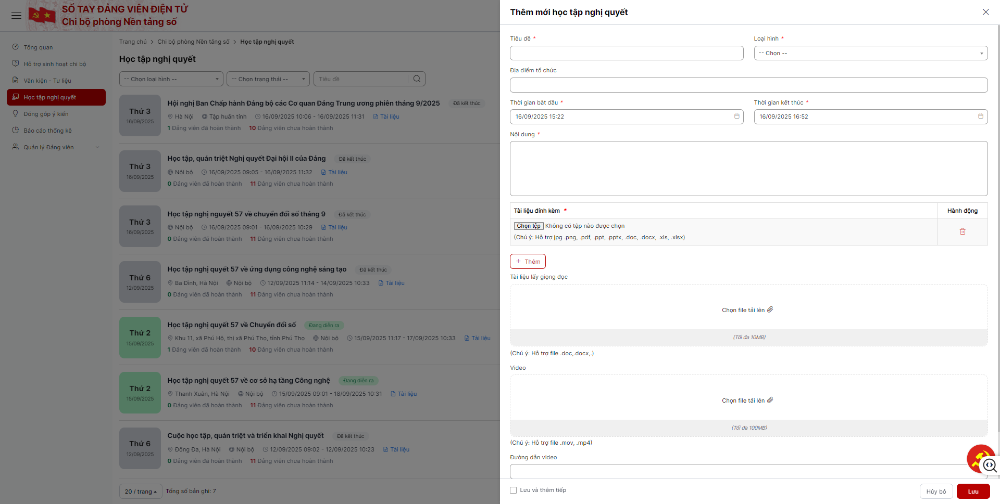 SỔ TAY ĐẢNG VIÊN ĐIỆN TỬ
Chi bộ phòng Nền tảng số
Tổng quan
Hỗ trợ sinh hoạt chi bộ
Văn kiện - Tư liệu
Học tập nghị quyết
Đóng góp ý kiến
Báo cáo thống kê
Quản lý Đảng viên
Trang chủ > Chi bộ phòng Nền tảng số > Học tập nghị quyết
Học tập nghị quyết
-- Chọn loại hình --
-- Chọn trạng thái --
Tiêu đề
Thứ 3
16/09/2025
Hội nghị Ban Chấp hành Đảng bộ các Cơ quan Đảng Trung ương phiên tháng 9/2025 Đã kết thúc
Hà Nội Tập huấn tỉnh 16/09/2025 10:06 - 16/09/2025 11:31 Tài liệu
1 Đảng viên đã hoàn thành 10 Đảng viên chưa hoàn thành
Thứ 3
16/09/2025
Học tập, quán triệt Nghị quyết Đại hội II của Đảng Đã kết thúc
Nội bộ 16/09/2025 09:05 - 16/09/2025 11:32 Tài liệu
0 Đảng viên đã hoàn thành 11 Đảng viên chưa hoàn thành
Thứ 3
16/09/2025
Học tập nghị nguyết 57 về chuyển đổi số tháng 9 Đã kết thúc
Nội bộ 16/09/2025 09:01 - 16/09/2025 10:29 Tài liệu
0 Đảng viên đã hoàn thành 11 Đảng viên chưa hoàn thành
Thứ 6
12/09/2025
Học tập nghị quyết 57 về ứng dụng công nghệ sáng tạo Đã kết thúc
Ba Đình, Hà Nội Nội bộ 12/09/2025 11:14 - 14/09/2025 10:33 Tài liệu
0 Đảng viên đã hoàn thành 11 Đảng viên chưa hoàn thành
Thứ 2
15/09/2025
Học tập nghị quyết 57 về Chuyển đổi số Đang diễn ra
Khu 11, xã Phú Hộ, thị xã Phú Thọ, tỉnh Phú Thọ Nội bộ 15/09/2025 11:17 - 17/09/2025 10:33 Tài liệu
1 Đảng viên đã hoàn thành 10 Đảng viên chưa hoàn thành
Thứ 2
15/09/2025
Học tập nghị quyết 57 về cơ sở hạ tầng Công nghệ Đang diễn ra
Thanh Xuân, Hà Nội Nội bộ 15/09/2025 09:01 - 18/09/2025 10:31 Tài liệu
0 Đảng viên đã hoàn thành 11 Đảng viên chưa hoàn thành
Thứ 6
12/09/2025
Cuộc học tập, quán triệt và triển khai Nghị quyết Đã kết thúc
Đống Đa, Hà Nội Nội bộ 12/09/2025 09:02 - 12/09/2025 10:23 Tài liệu
0 Đảng viên đã hoàn thành 11 Đảng viên chưa hoàn thành
20 / trang Tổng số bản ghi: 7
Thêm mới học tập nghị quyết
Tiêu đề * Loại hình *
-- Chọn --
Địa điểm tổ chức
Thời gian bắt đầu * Thời gian kết thúc *
16/09/2025 15:22 16/09/2025 16:52
Nội dung *
Tài liệu đính kèm * Hành động
Chọn tệp Không có tệp nào được chọn
(Chú ý: Hỗ trợ jpg .png, .pdf, .ppt, .pptx, .doc, .docx, .xls, .xlsx)
+ Thêm
Tài liệu lấy giọng đọc
Chọn file tải lên
(Tối đa 10MB)
(Chú ý: Hỗ trợ file .doc,.docx,.)
Video
Chọn file tải lên
(Tối đa 100MB)
(Chú ý: Hỗ trợ file .mov, .mp4)
Đường dẫn video
Lưu và thêm tiếp
Hủy bỏ
Lưu